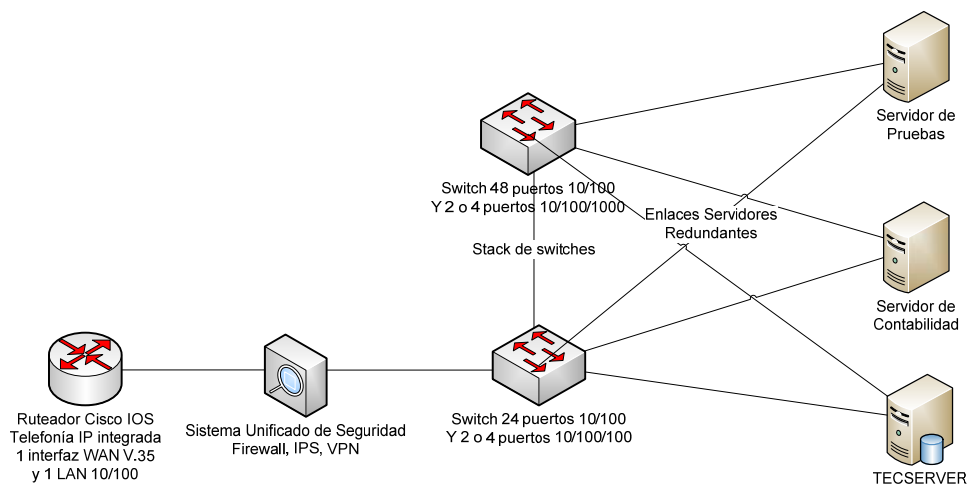 Servidor de
Pruebas
Switch 48 puertos 10/100
Y 2 o 4 puertos 10/100/1000
Enlaces Servidores
Redundantes
Stack de switches
Servidor de
Contabilidad
Ruteador Cisco IOS
Telefonía IP integrada
1 interfaz WAN V.35
y 1 LAN 10/100
Sistema Unificado de Seguridad
Firewall, IPS, VPN
Switch 24 puertos 10/100
Y 2 o 4 puertos 10/100/100
TECSERVER